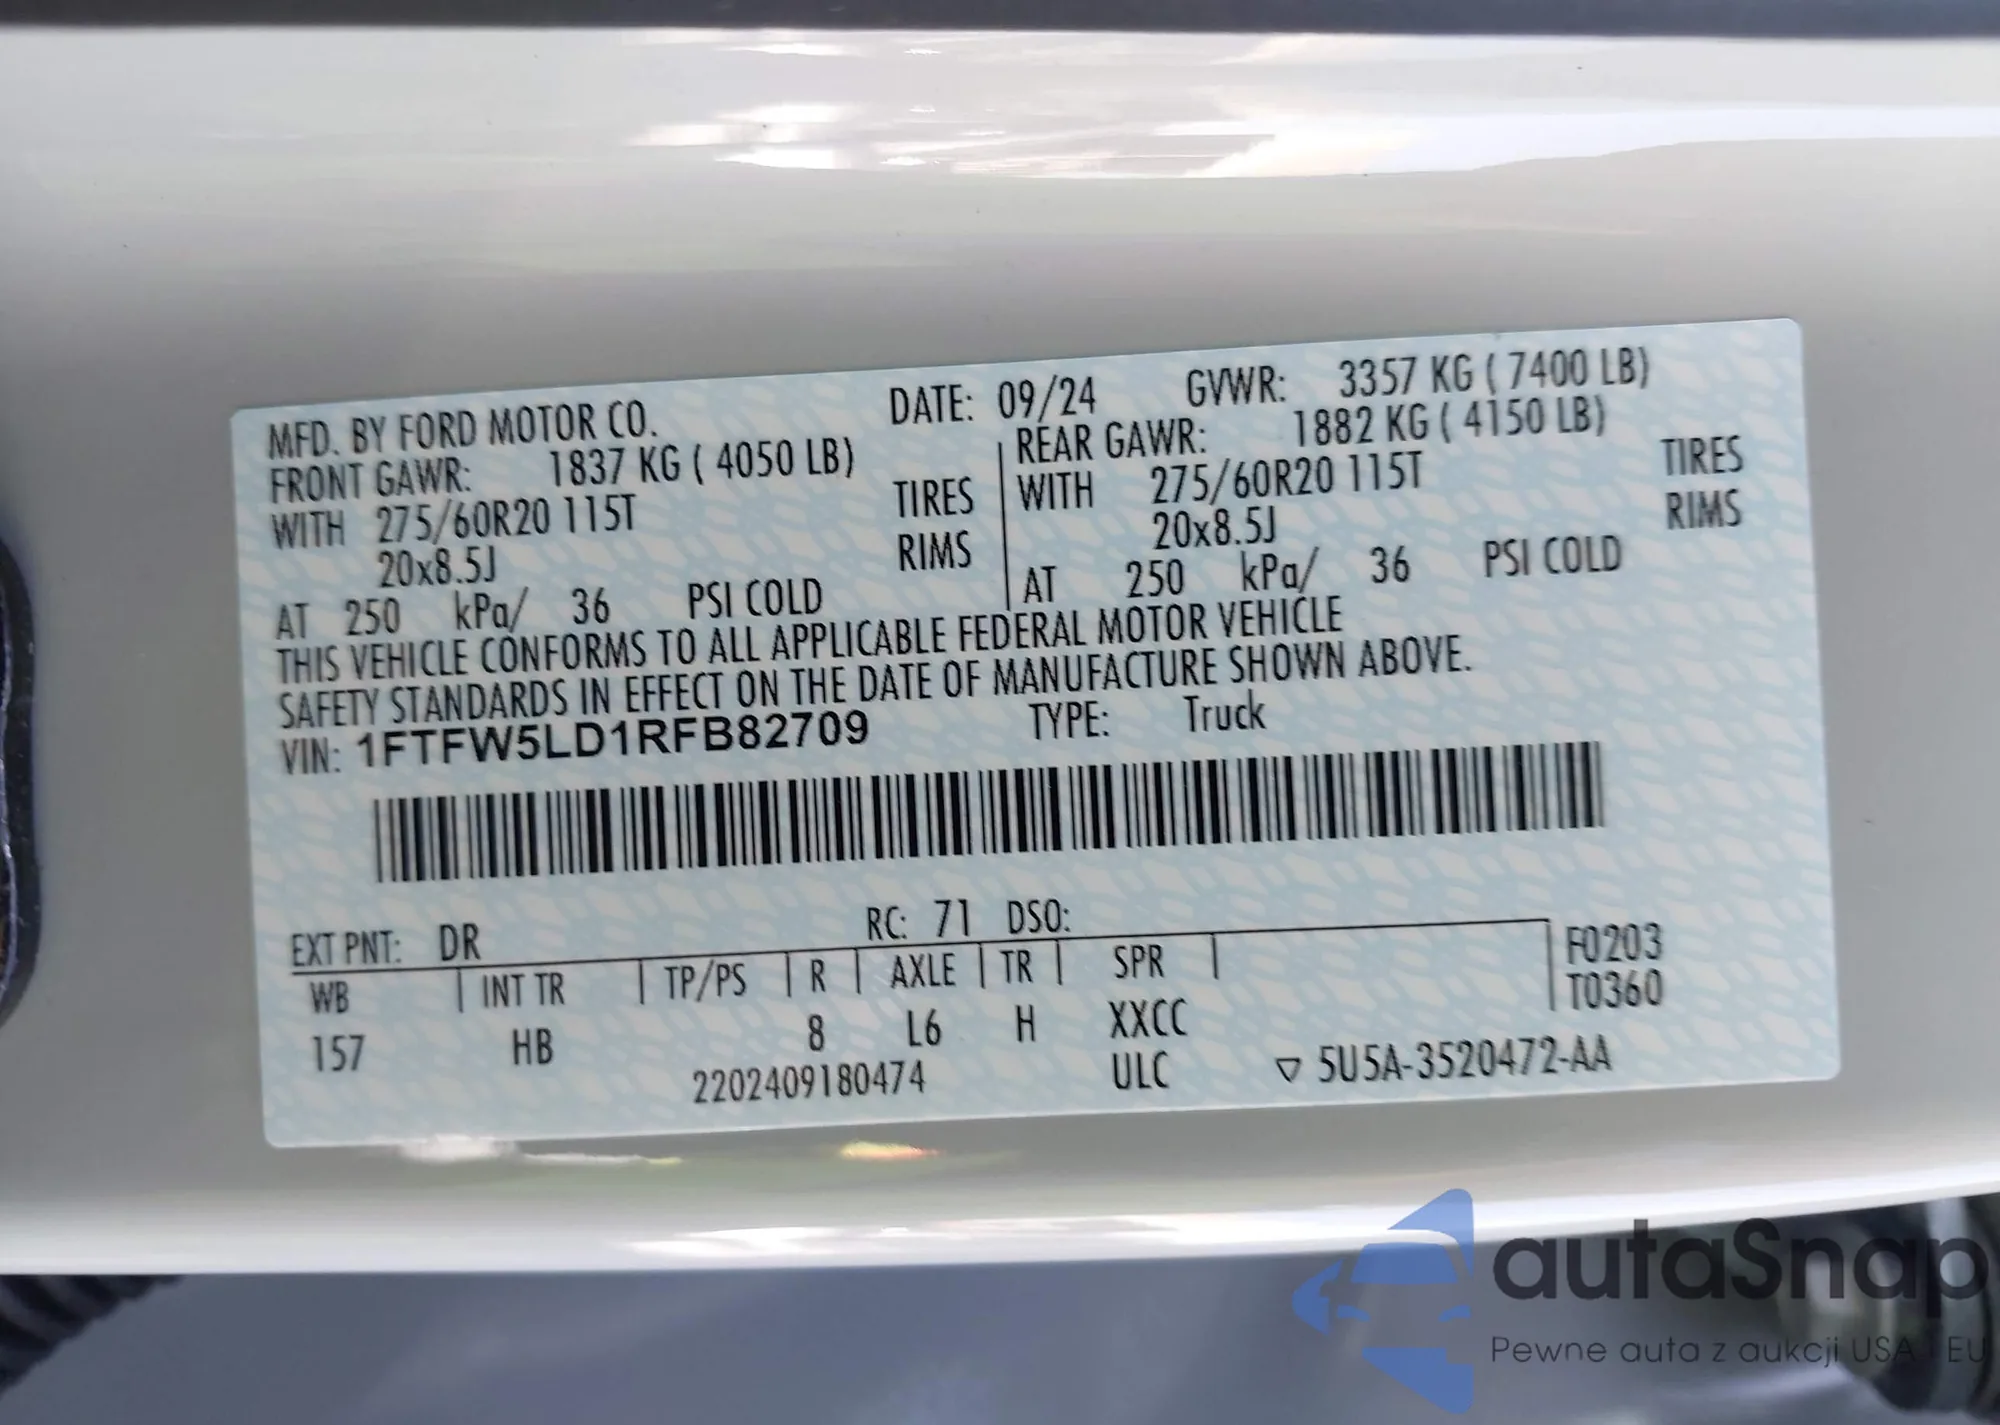 MFD. BY FORD MOTOR CO. DATE: 09/24 GVWR: 3357 KG ( 7400 LB)
FRONT GAWR: 1837 KG ( 4050 LB) REAR GAWR: 1882 KG ( 4150 LB)
WITH 275/60R20 115T TIRES WITH 275/60R20 115T TIRES
20x8.5J RIMS 20x8.5J RIMS
AT 250 kPa/ 36 PSI COLD AT 250 kPa/ 36 PSI COLD
THIS VEHICLE CONFORMS TO ALL APPLICABLE FEDERAL MOTOR VEHICLE
SAFETY STANDARDS IN EFFECT ON THE DATE OF MANUFACTURE SHOWN ABOVE.
VIN: 1FTFW5LD1RFB82709 TYPE: Truck
EXT PNT: DR RC: 71 DSO:
WB INT TR TP/PS R AXLE TR SPR F0203
T0360
157 HB 8 L6 H XXCC
2202409180474 ULC ▽ 5U5A-3520472-AA
autaSnap
Pewne auta z aukcji USA i EU